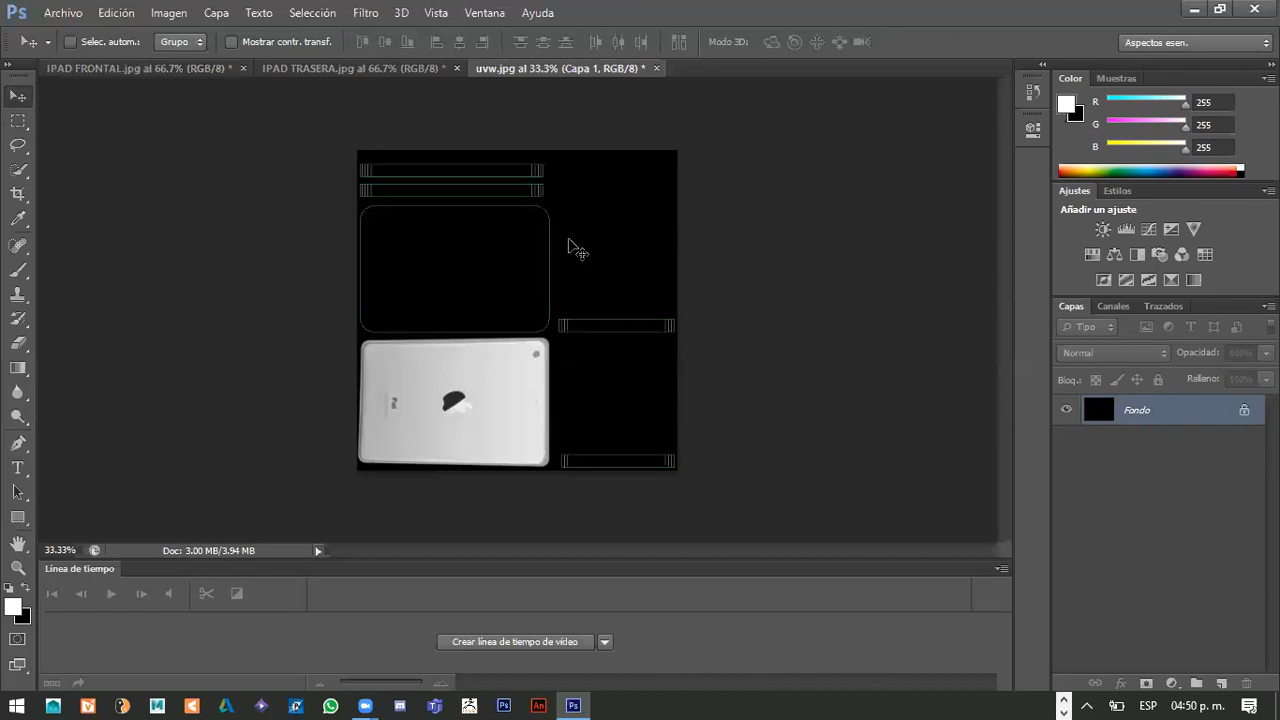 Ps Archivo Edición Imagen Capa Texto Selección Filtro 3D Vista Ventana Ayuda
Selec. autom.: Grupo Mostrar contr. transf. Modo 3D: Aspectos esen.
IPAD FRONTAL.jpg al 66.7% (RGB/8) * × IPAD TRASERA.jpg al 66.7% (RGB/8) * × uvw.jpg al 33.3% (Capa 1, RGB/8) * ×
Color Muestras
R 255
G 255
B 255
Ajustes Estilos
Añadir un ajuste
Capas Canales Trazados
Tipo
Normal Opacidad:
Bloq.: Relleno:
Fondo
33.33% Doc: 3.00 MB/3.94 MB
Línea de tiempo
Crear línea de tiempo de vídeo
ESP 04:50 p. m.